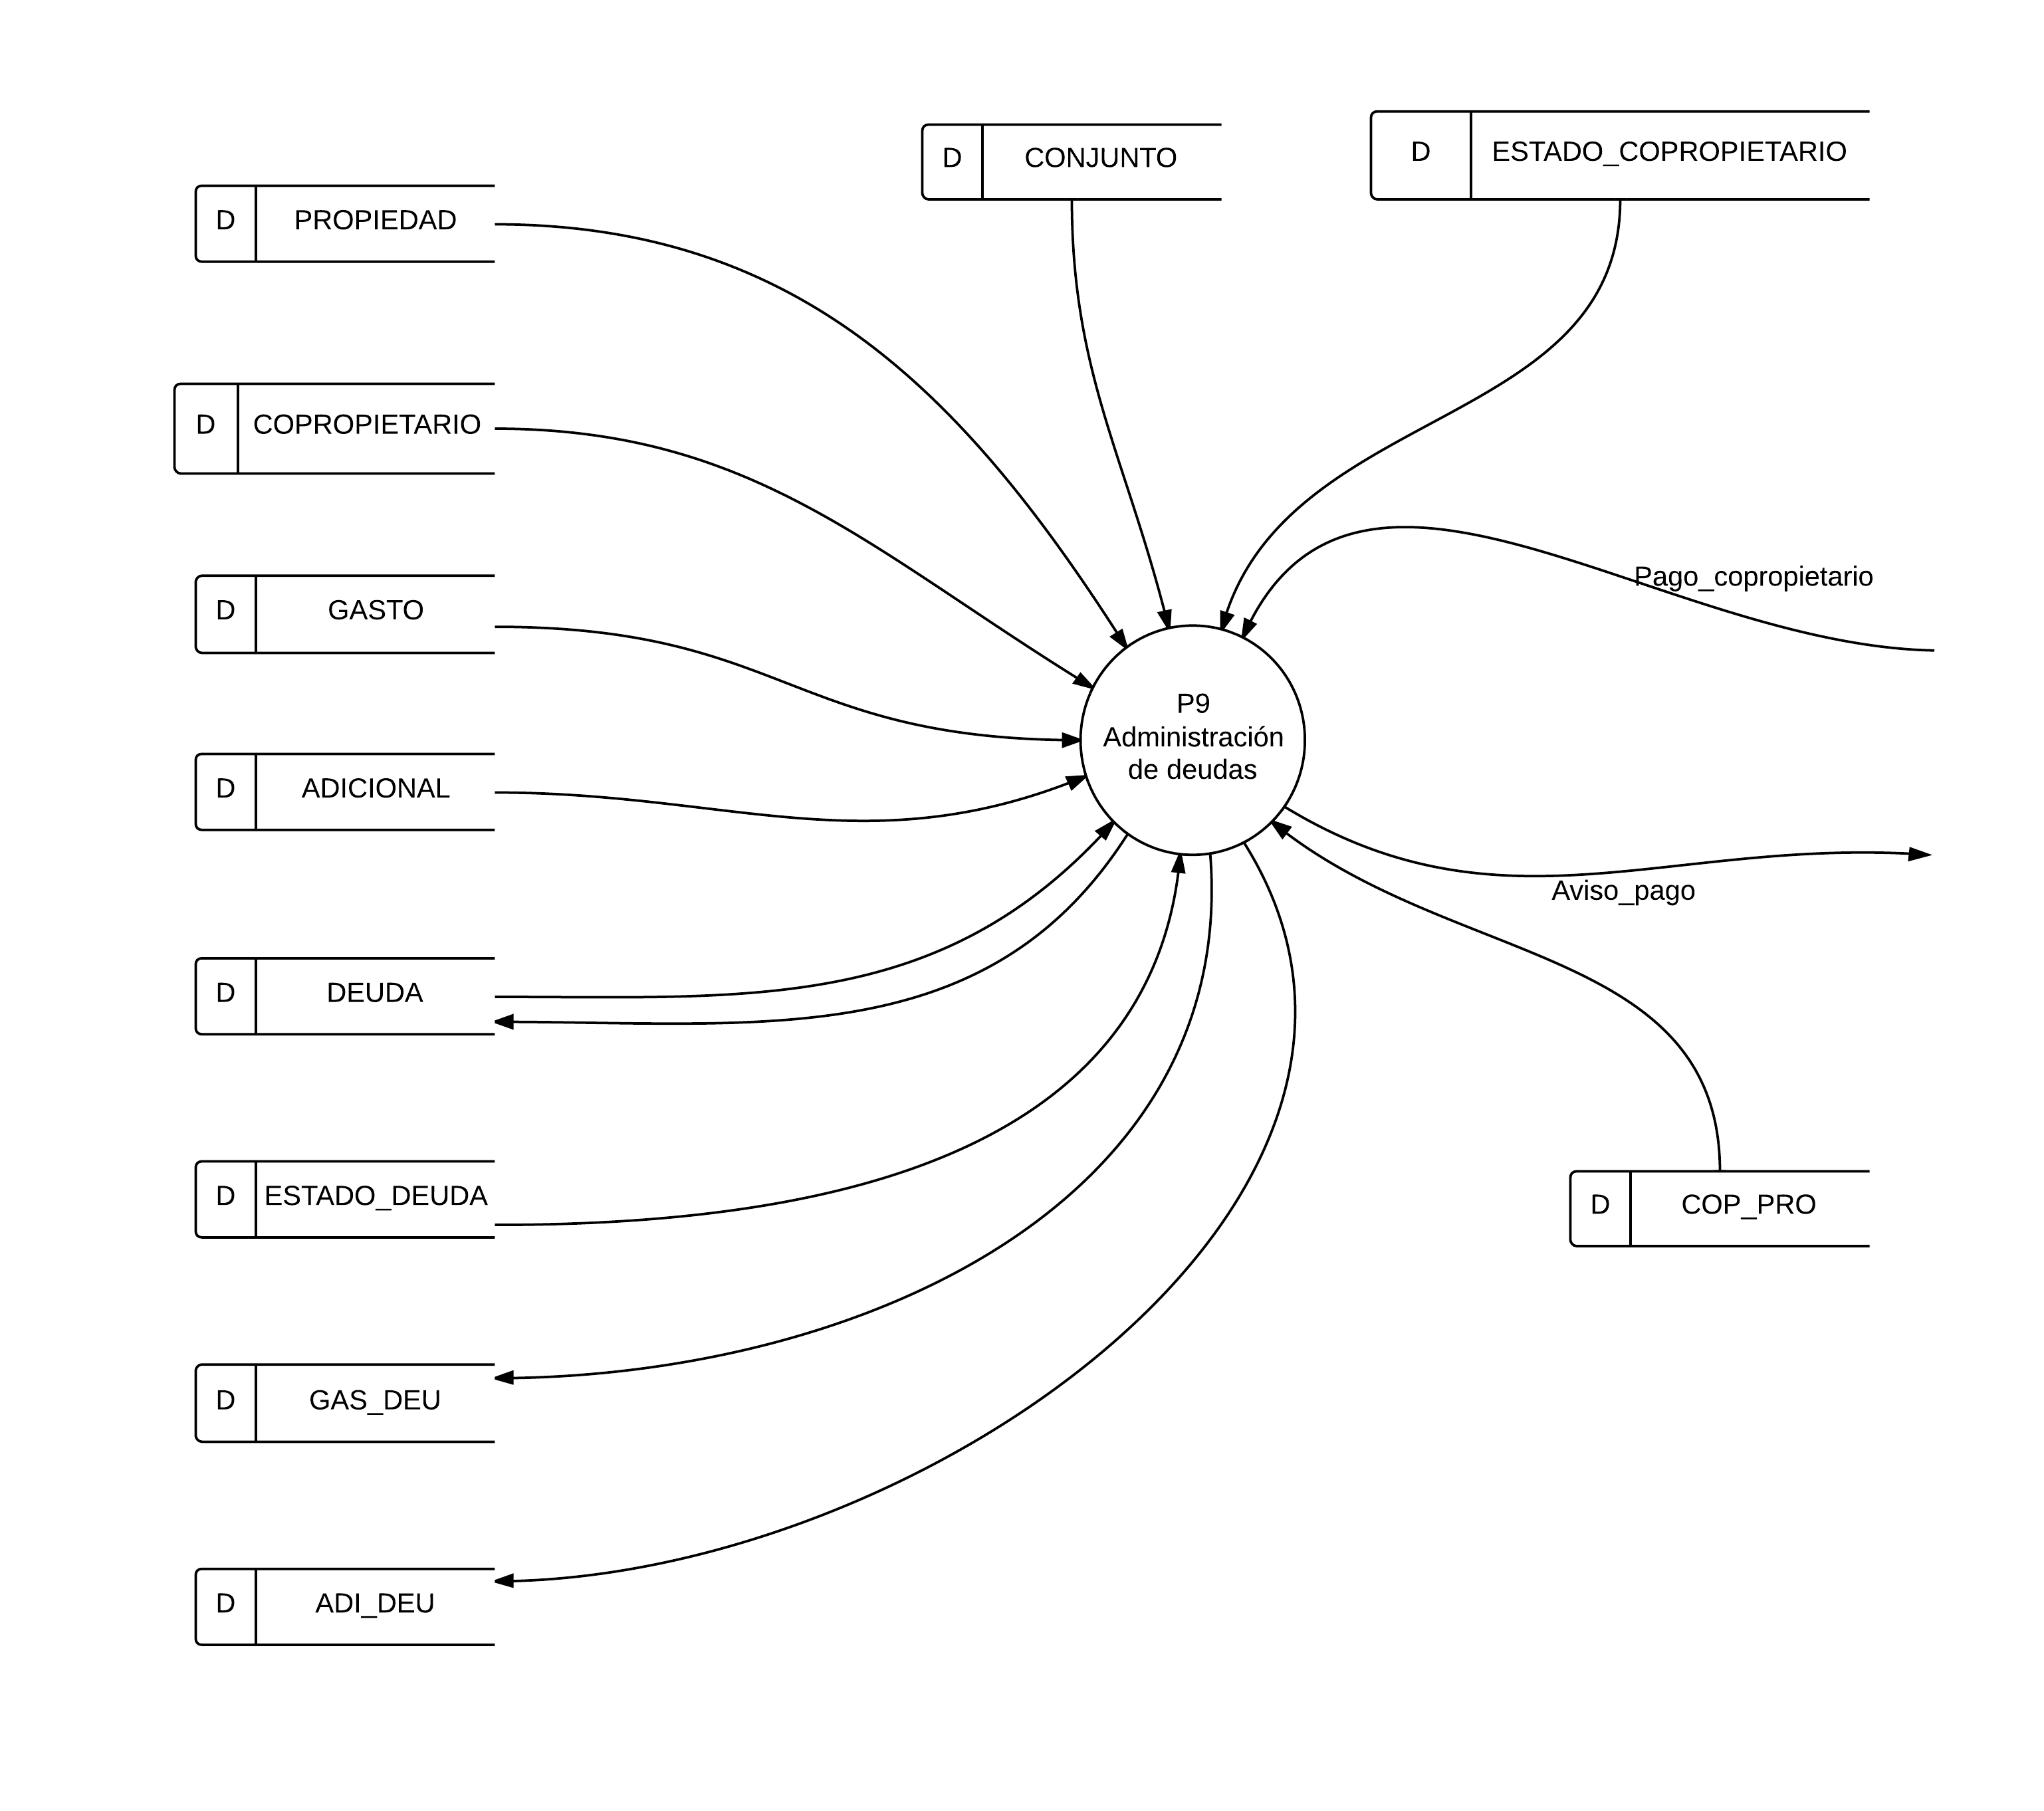 D CONJUNTO
D ESTADO_COPROPIETARIO
D PROPIEDAD
D COPROPIETARIO
Pago_copropietario
D GASTO
P9
Administración
de deudas
D ADICIONAL
Aviso_pago
D DEUDA
D ESTADO_DEUDA
D COP_PRO
D GAS_DEU
D ADI_DEU